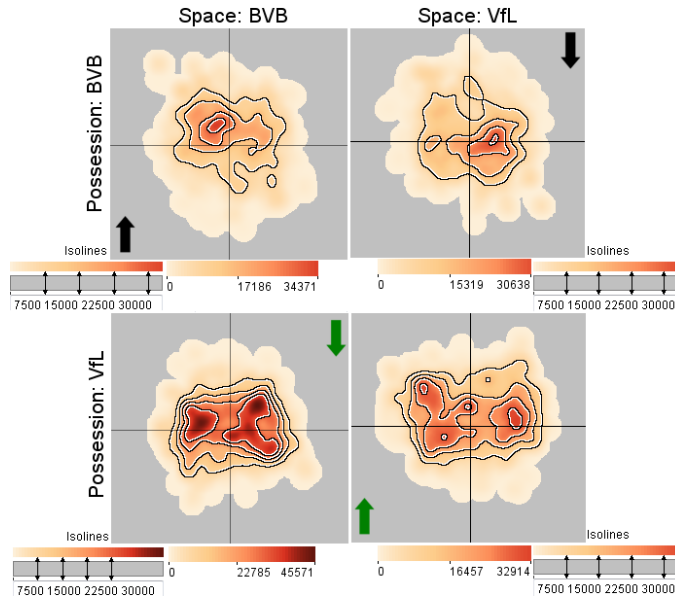 Space: BVB
Space: VfL
Possession: BVB
Isolines
7500 15000 22500 30000
0 17186 34371
0 15319 30638
Isolines
7500 15000 22500 30000
Possession: VfL
Isolines
7500 15000 22500 30000
0 22785 45571
0 16457 32914
Isolines
7500 15000 22500 30000